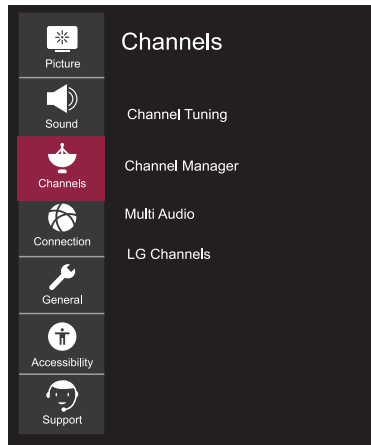 Picture
Sound
Channels
Connection
General
Accessibility
Support
Channels
Channel Tuning
Channel Manager
Multi Audio
LG Channels